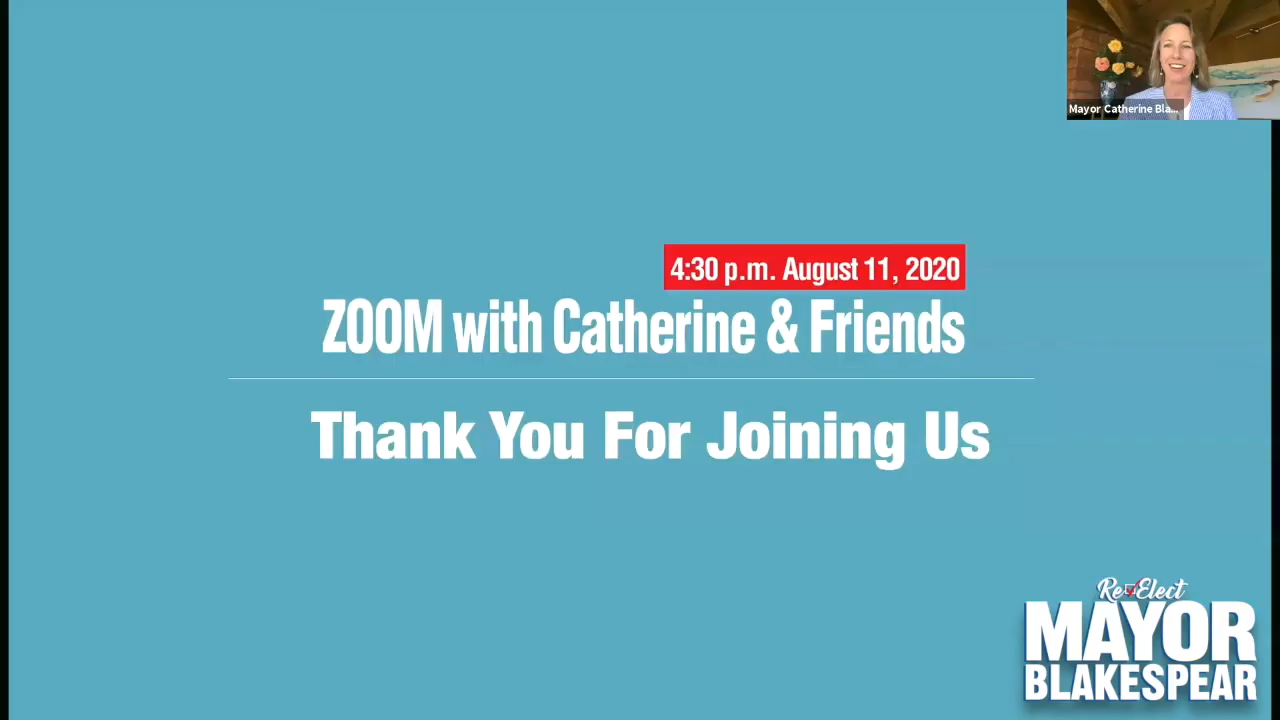 Mayor Catherine Bla...
4:30 p.m. August 11, 2020
ZOOM with Catherine & Friends
Thank You For Joining Us
Re Elect
MAYOR
BLAKESPEAR